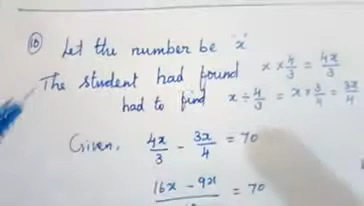 (10) Let the number be 'x'
The student had found x × 4/3 = 4x/3
had to find x ÷ 4/3 = x × 3/4 = 3x/4
Given, 4x/3 - 3x/4 = 70
16x - 9x = 70